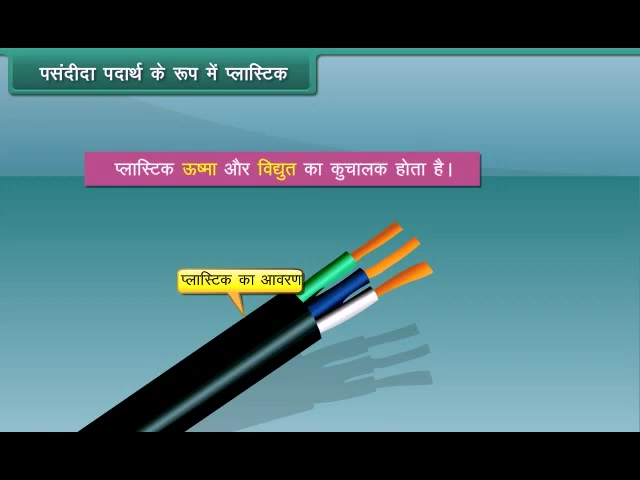 पसंदीदा पदार्थ के रूप में प्लास्टिक
प्लास्टिक ऊष्मा और विद्युत का कुचालक होता है।
प्लास्टिक का आवरण